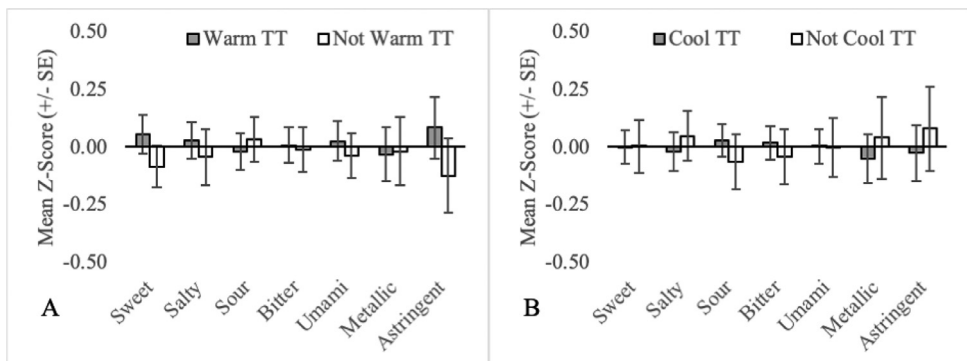 Mean Z-Score (+/- SE)
0.50
0.25
0.00
-0.25
-0.50
Warm TT
Not Warm TT
Sweet
Salty
Sour
Bitter
Umami
Metallic
Astringent
A
Mean Z-Score (+/- SE)
0.50
0.25
0.00
-0.25
-0.50
Cool TT
Not Cool TT
Sweet
Salty
Sour
Bitter
Umami
Metallic
Astringent
B